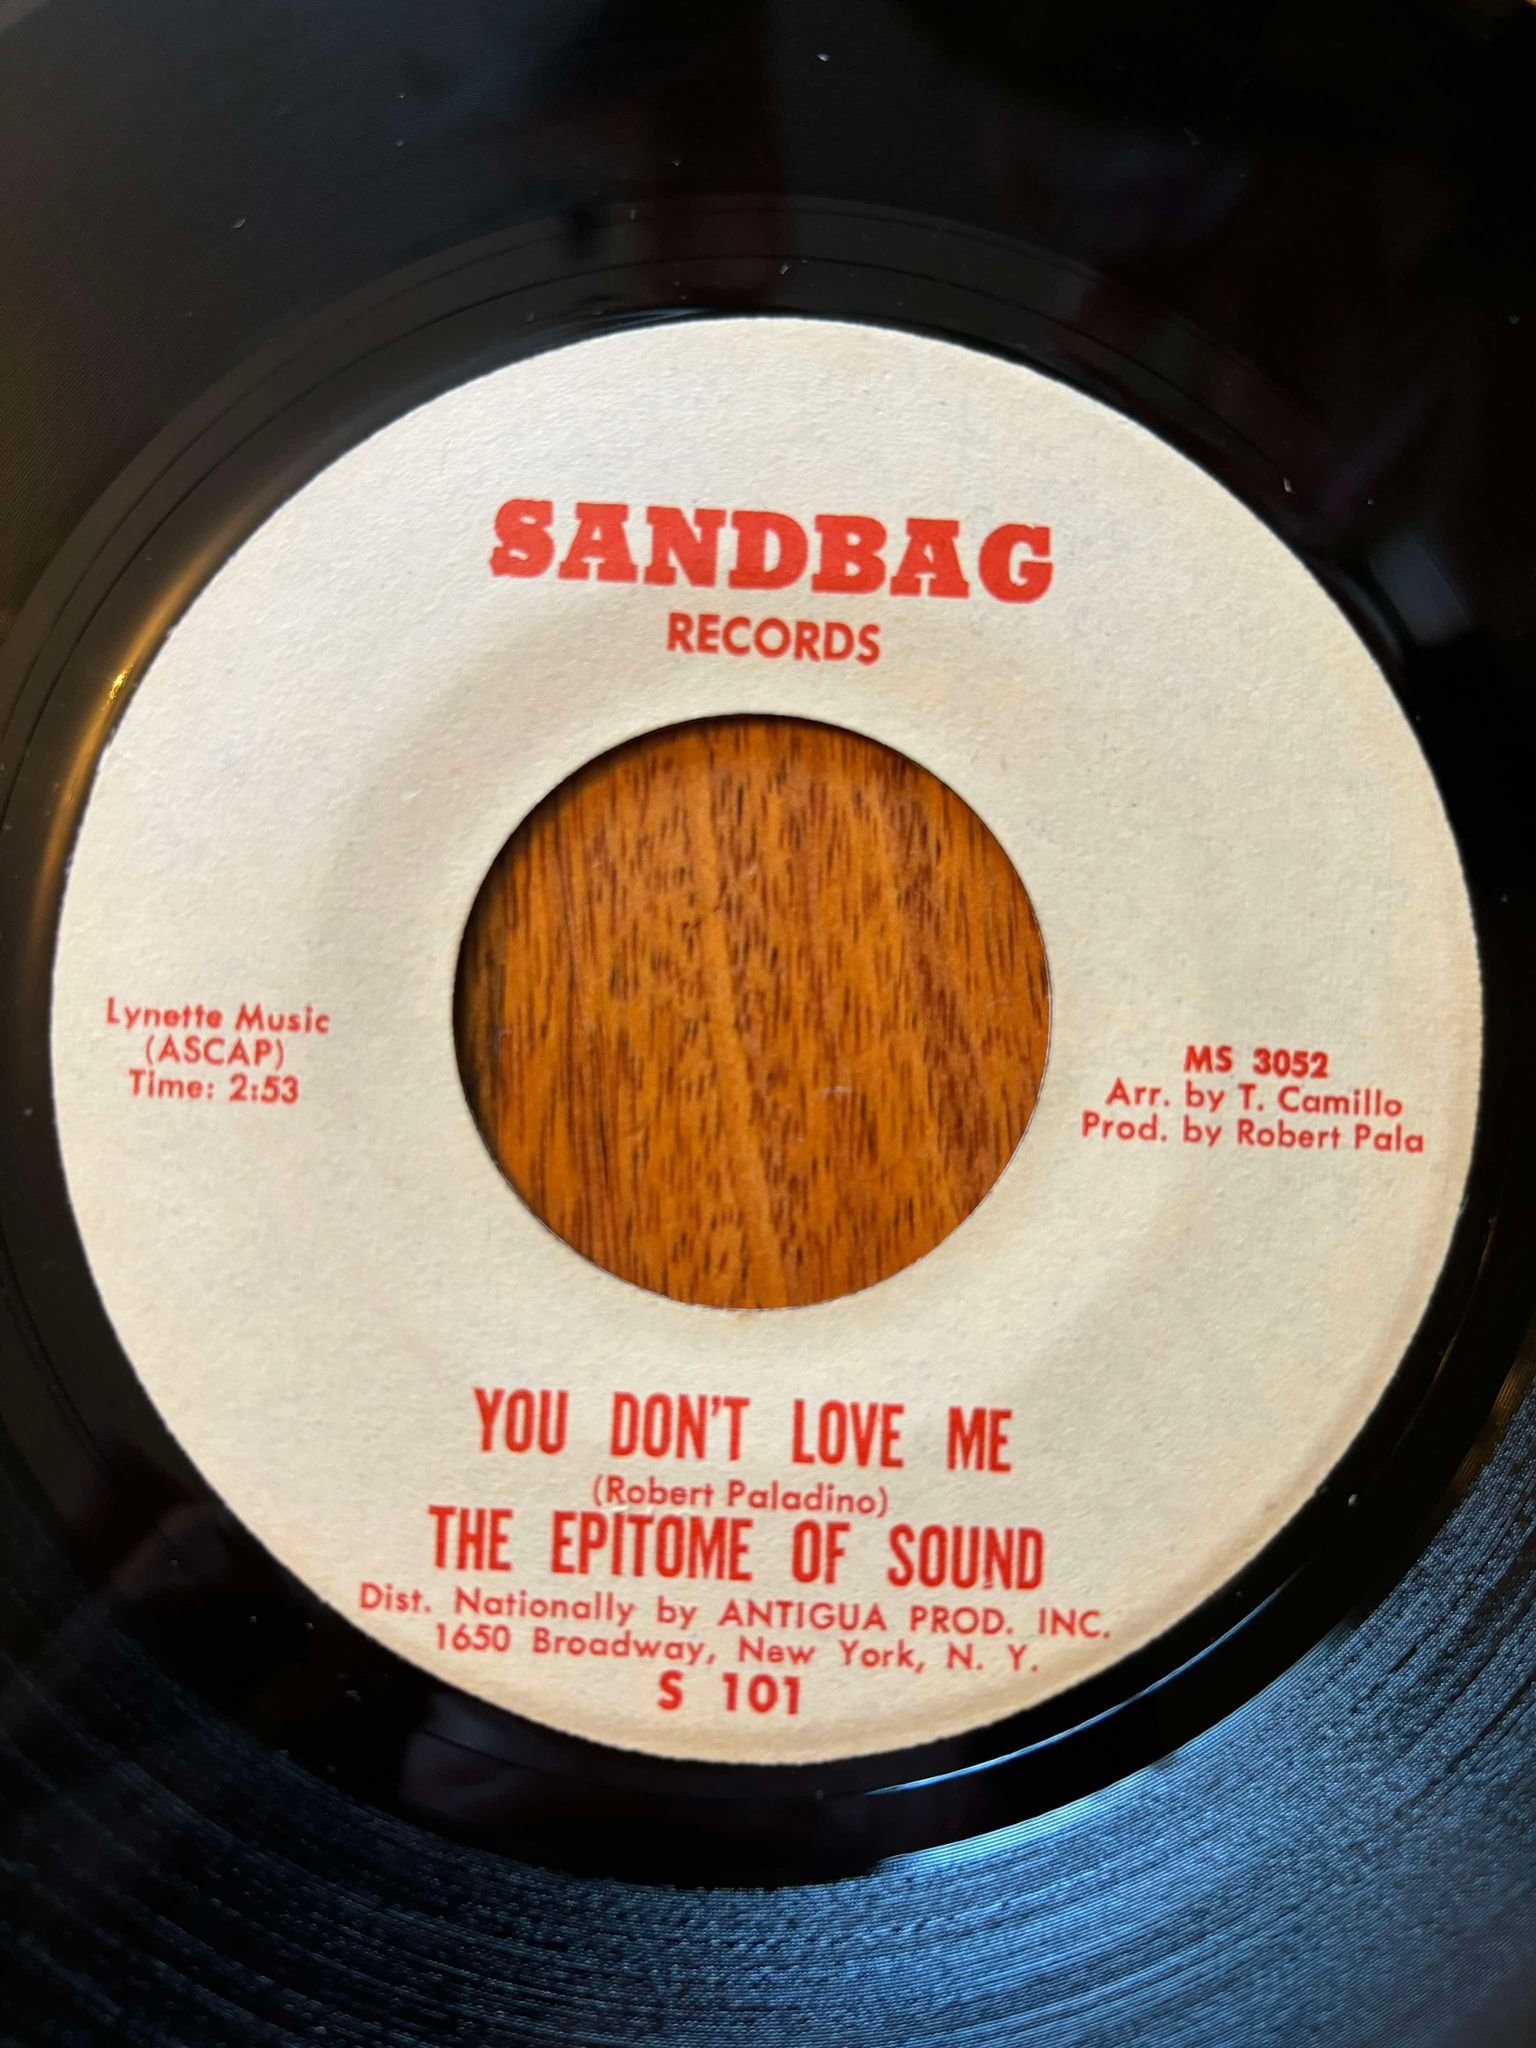 SANDBAG
RECORDS
Lynette Music
(ASCAP)
Time: 2:53
MS 3052
Arr. by T. Camillo
Prod. by Robert Pala
YOU DON'T LOVE ME
(Robert Paladino)
THE EPITOME OF SOUND
Dist. Nationally by ANTIGUA PROD. INC.
1650 Broadway, New York, N. Y.
S 101